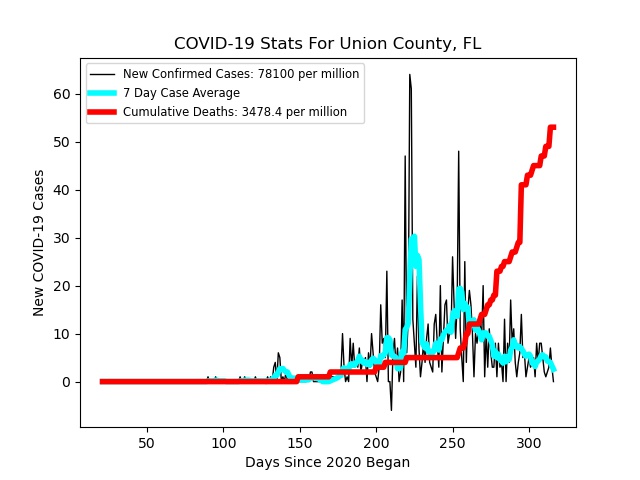 COVID-19 Stats For Union County, FL
New Confirmed Cases: 78100 per million
7 Day Case Average
Cumulative Deaths: 3478.4 per million
New COVID-19 Cases
60
50
40
30
20
10
0
50
100
150
200
250
300
Days Since 2020 Began